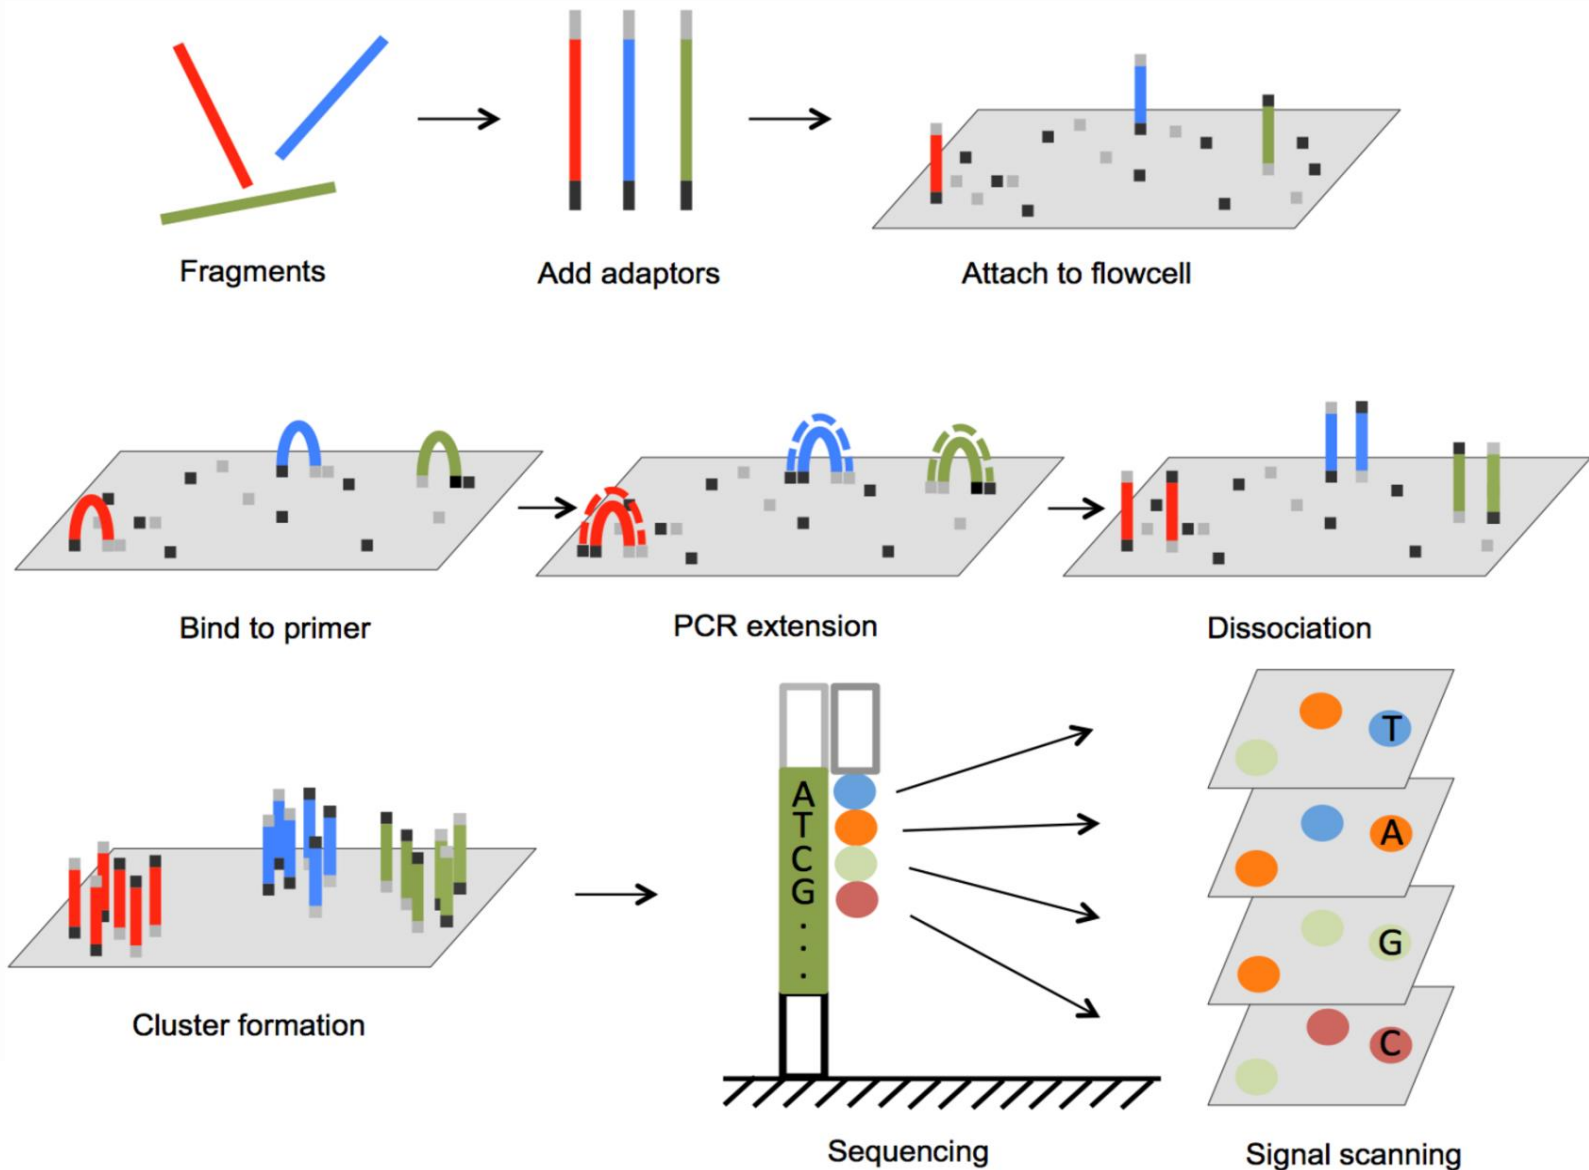 Fragments
Add adaptors
Attach to flowcell
Bind to primer
PCR extension
Dissociation
Cluster formation
A
T
C
G
.
.
.
Sequencing
T
A
G
C
Signal scanning